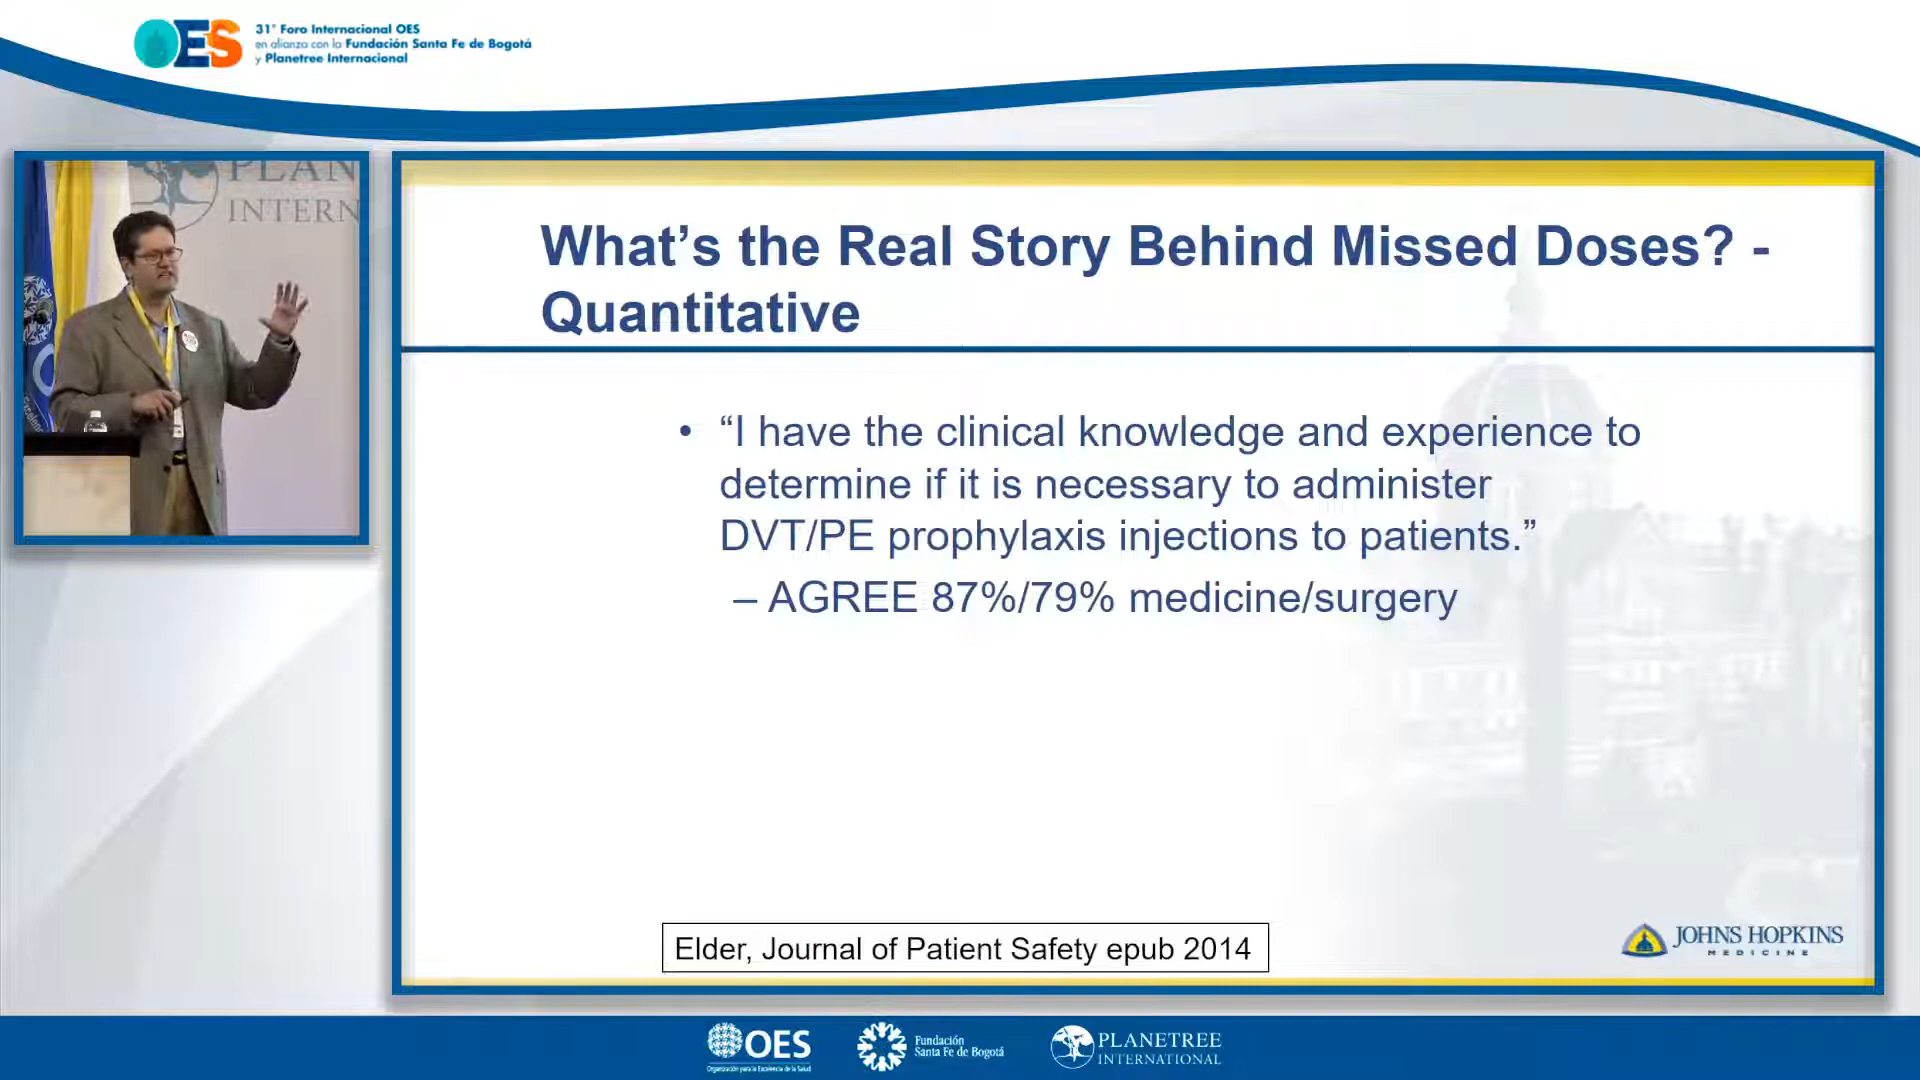 OES
31° Foro Internacional OES
en alianza con la Fundación Santa Fe de Bogotá
y Planetree Internacional
PLAN
INTERN
What’s the Real Story Behind Missed Doses? -
Quantitative
• “I have the clinical knowledge and experience to
determine if it is necessary to administer
DVT/PE prophylaxis injections to patients.”
– AGREE 87%/79% medicine/surgery
Elder, Journal of Patient Safety epub 2014
JOHNS HOPKINS
MEDICINE
OES
Organización para la Excelencia de la Salud
Fundación
Santa Fe de Bogotá
PLANETREE
INTERNATIONAL